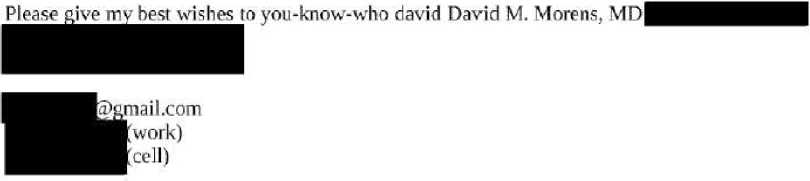 Please give my best wishes to you-know-who david David M. Morens, MD
@gmail.com
(work)
(cell)